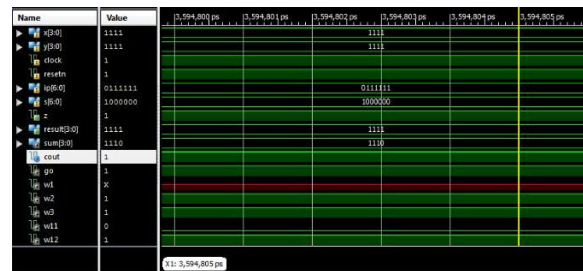 Name Value 3,594,800 ps 3,594,801 ps 3,594,802 ps 3,594,803 ps 3,594,804 ps 3,594,805 ps
x[3:0] 1111 1111
y[3:0] 1111 1111
clock 1
resetn 1
ip[6:0] 0111111 0111111
s[6:0] 1000000 1000000
z 1
result[3:0] 1111 1111
sum[3:0] 1110 1110
cout 1
go 1
w1 X
w2 1
w3 1
w11 0
w12 1
X1: 3,594,805 ps